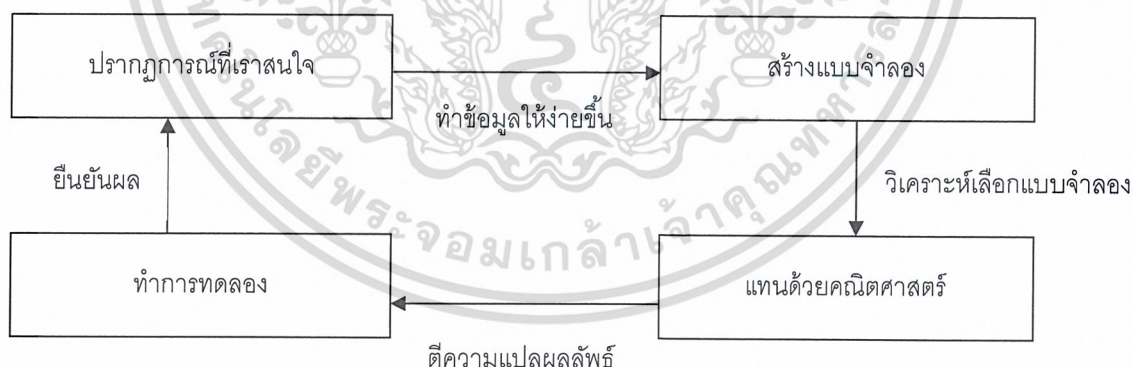 ปรากฏการณ์ที่เราสนใจ
ทำข้อมูลให้ง่ายขึ้น
สร้างแบบจำลอง
วิเคราะห์เลือกแบบจำลอง
แทนด้วยคณิตศาสตร์
ตีความแปลผลลัพธ์
ทำการทดลอง
ยืนยันผล